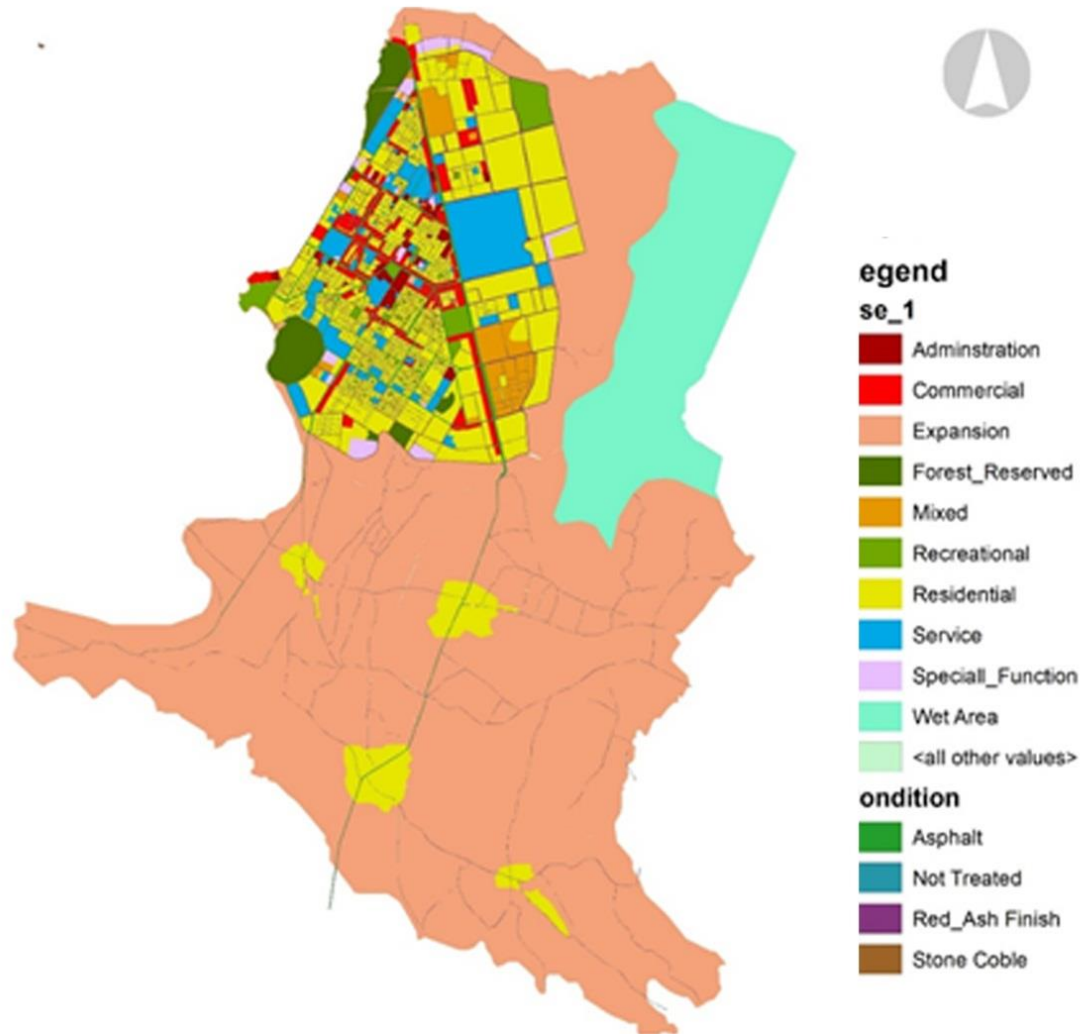 egend
se_1
Adminstration
Commercial
Expansion
Forest_Reserved
Mixed
Recreational
Residential
Service
Speciall_Function
Wet Area
<all other values>
ondition
Asphalt
Not Treated
Red_Ash Finish
Stone Coble